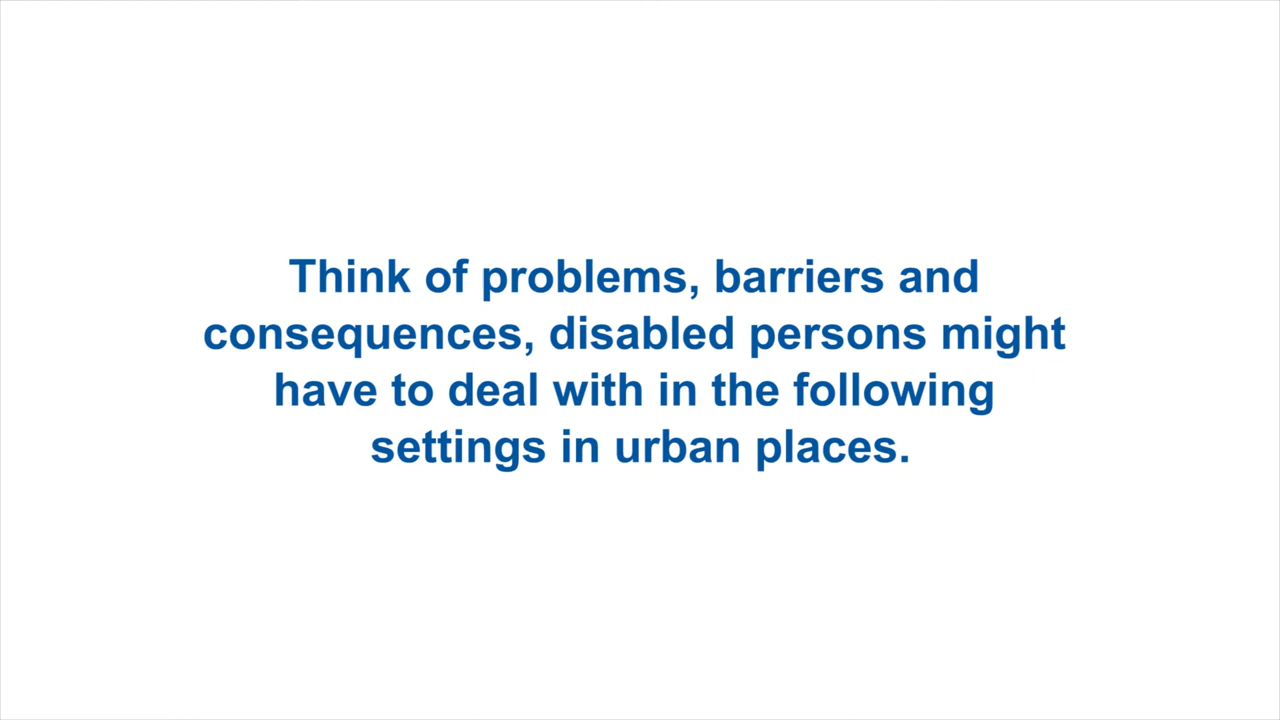 Think of problems, barriers and
consequences, disabled persons might
have to deal with in the following
settings in urban places.